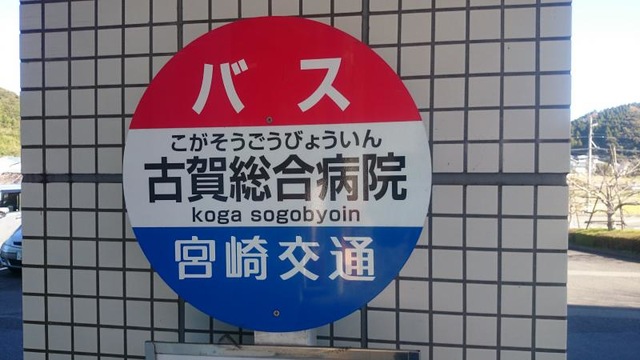 バス
こがそうごうびょういん
古賀総合病院
koga sogobyoin
宮崎交通